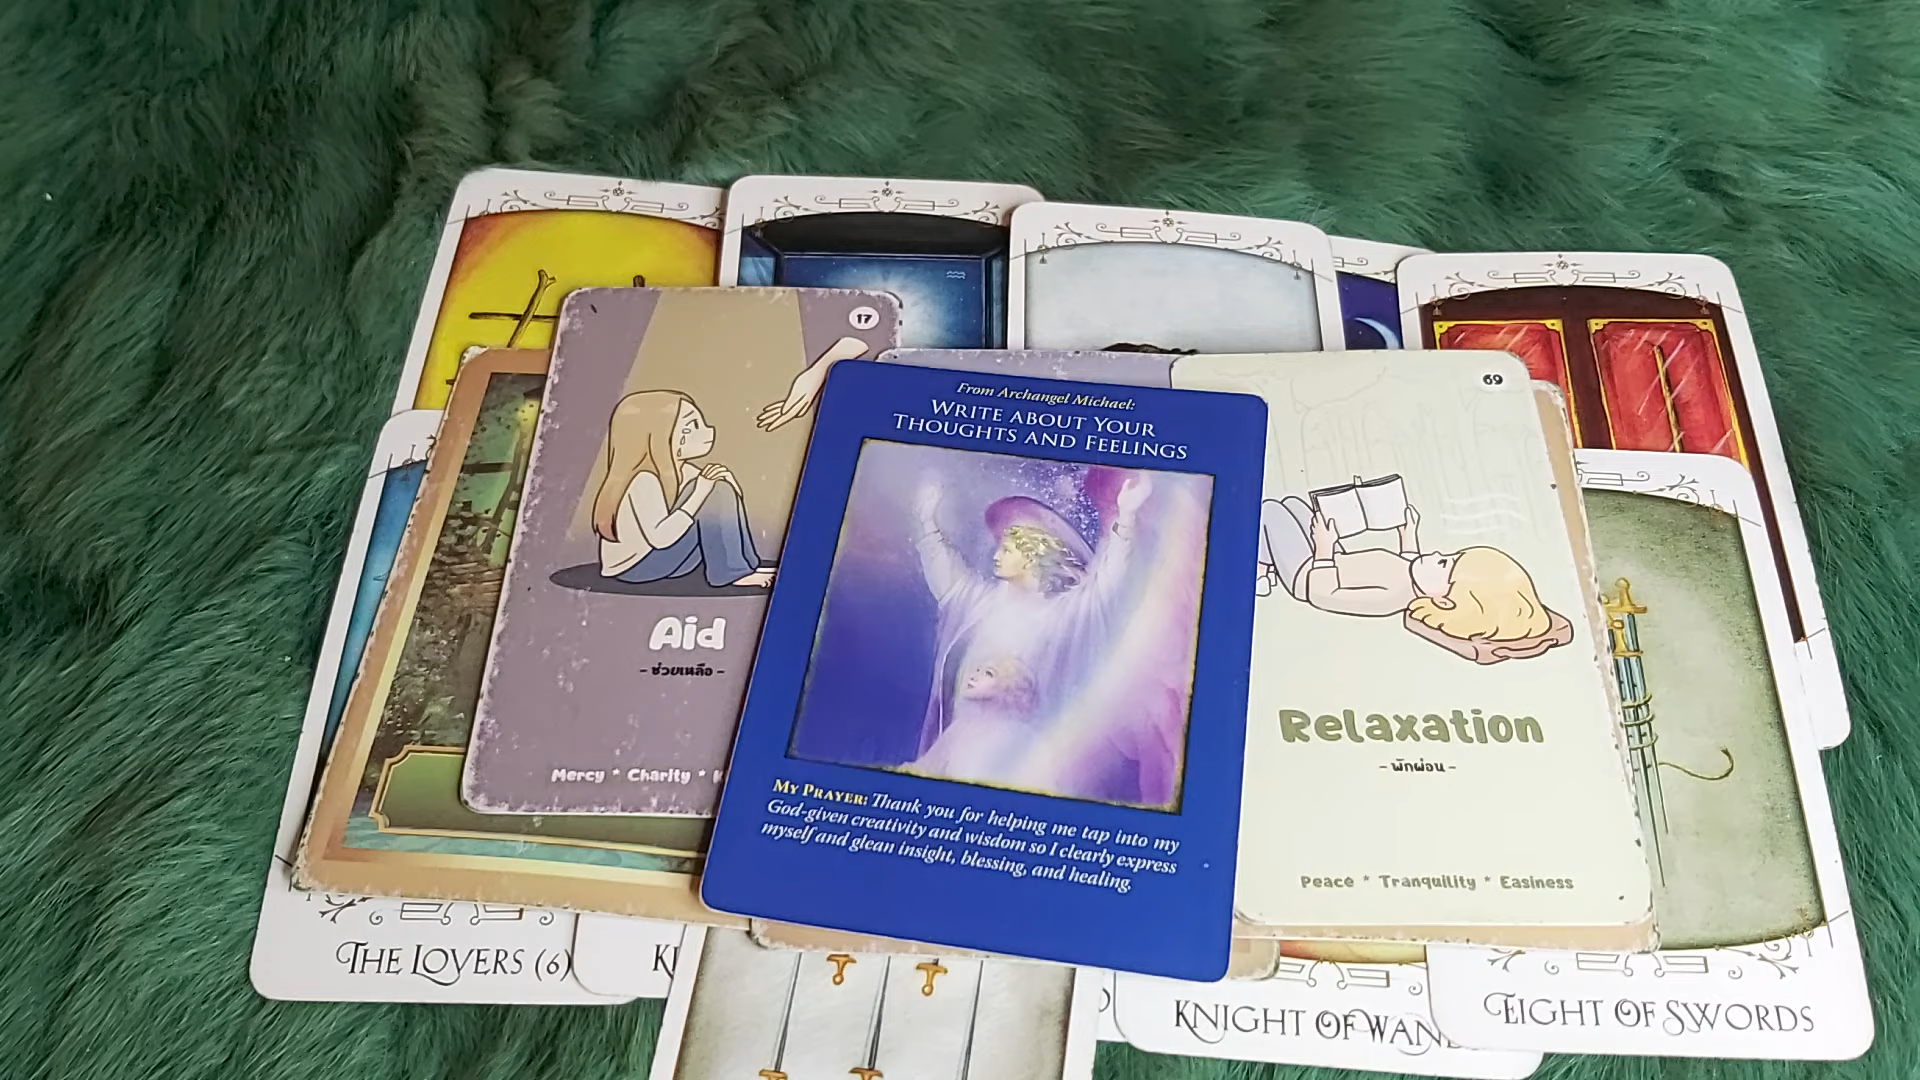 17
Aid
- ช่วยเหลือ -
Mercy * Charity * K
From Archangel Michael:
WRITE ABOUT YOUR
THOUGHTS AND FEELINGS
MY PRAYER: Thank you for helping me tap into my
God-given creativity and wisdom so I clearly express
myself and glean insight, blessing, and healing.
69
Relaxation
- พักผ่อน -
Peace * Tranquility * Easiness
THE LOVERS (6)
KNIGHT OF WAN
EIGHT OF SWORDS